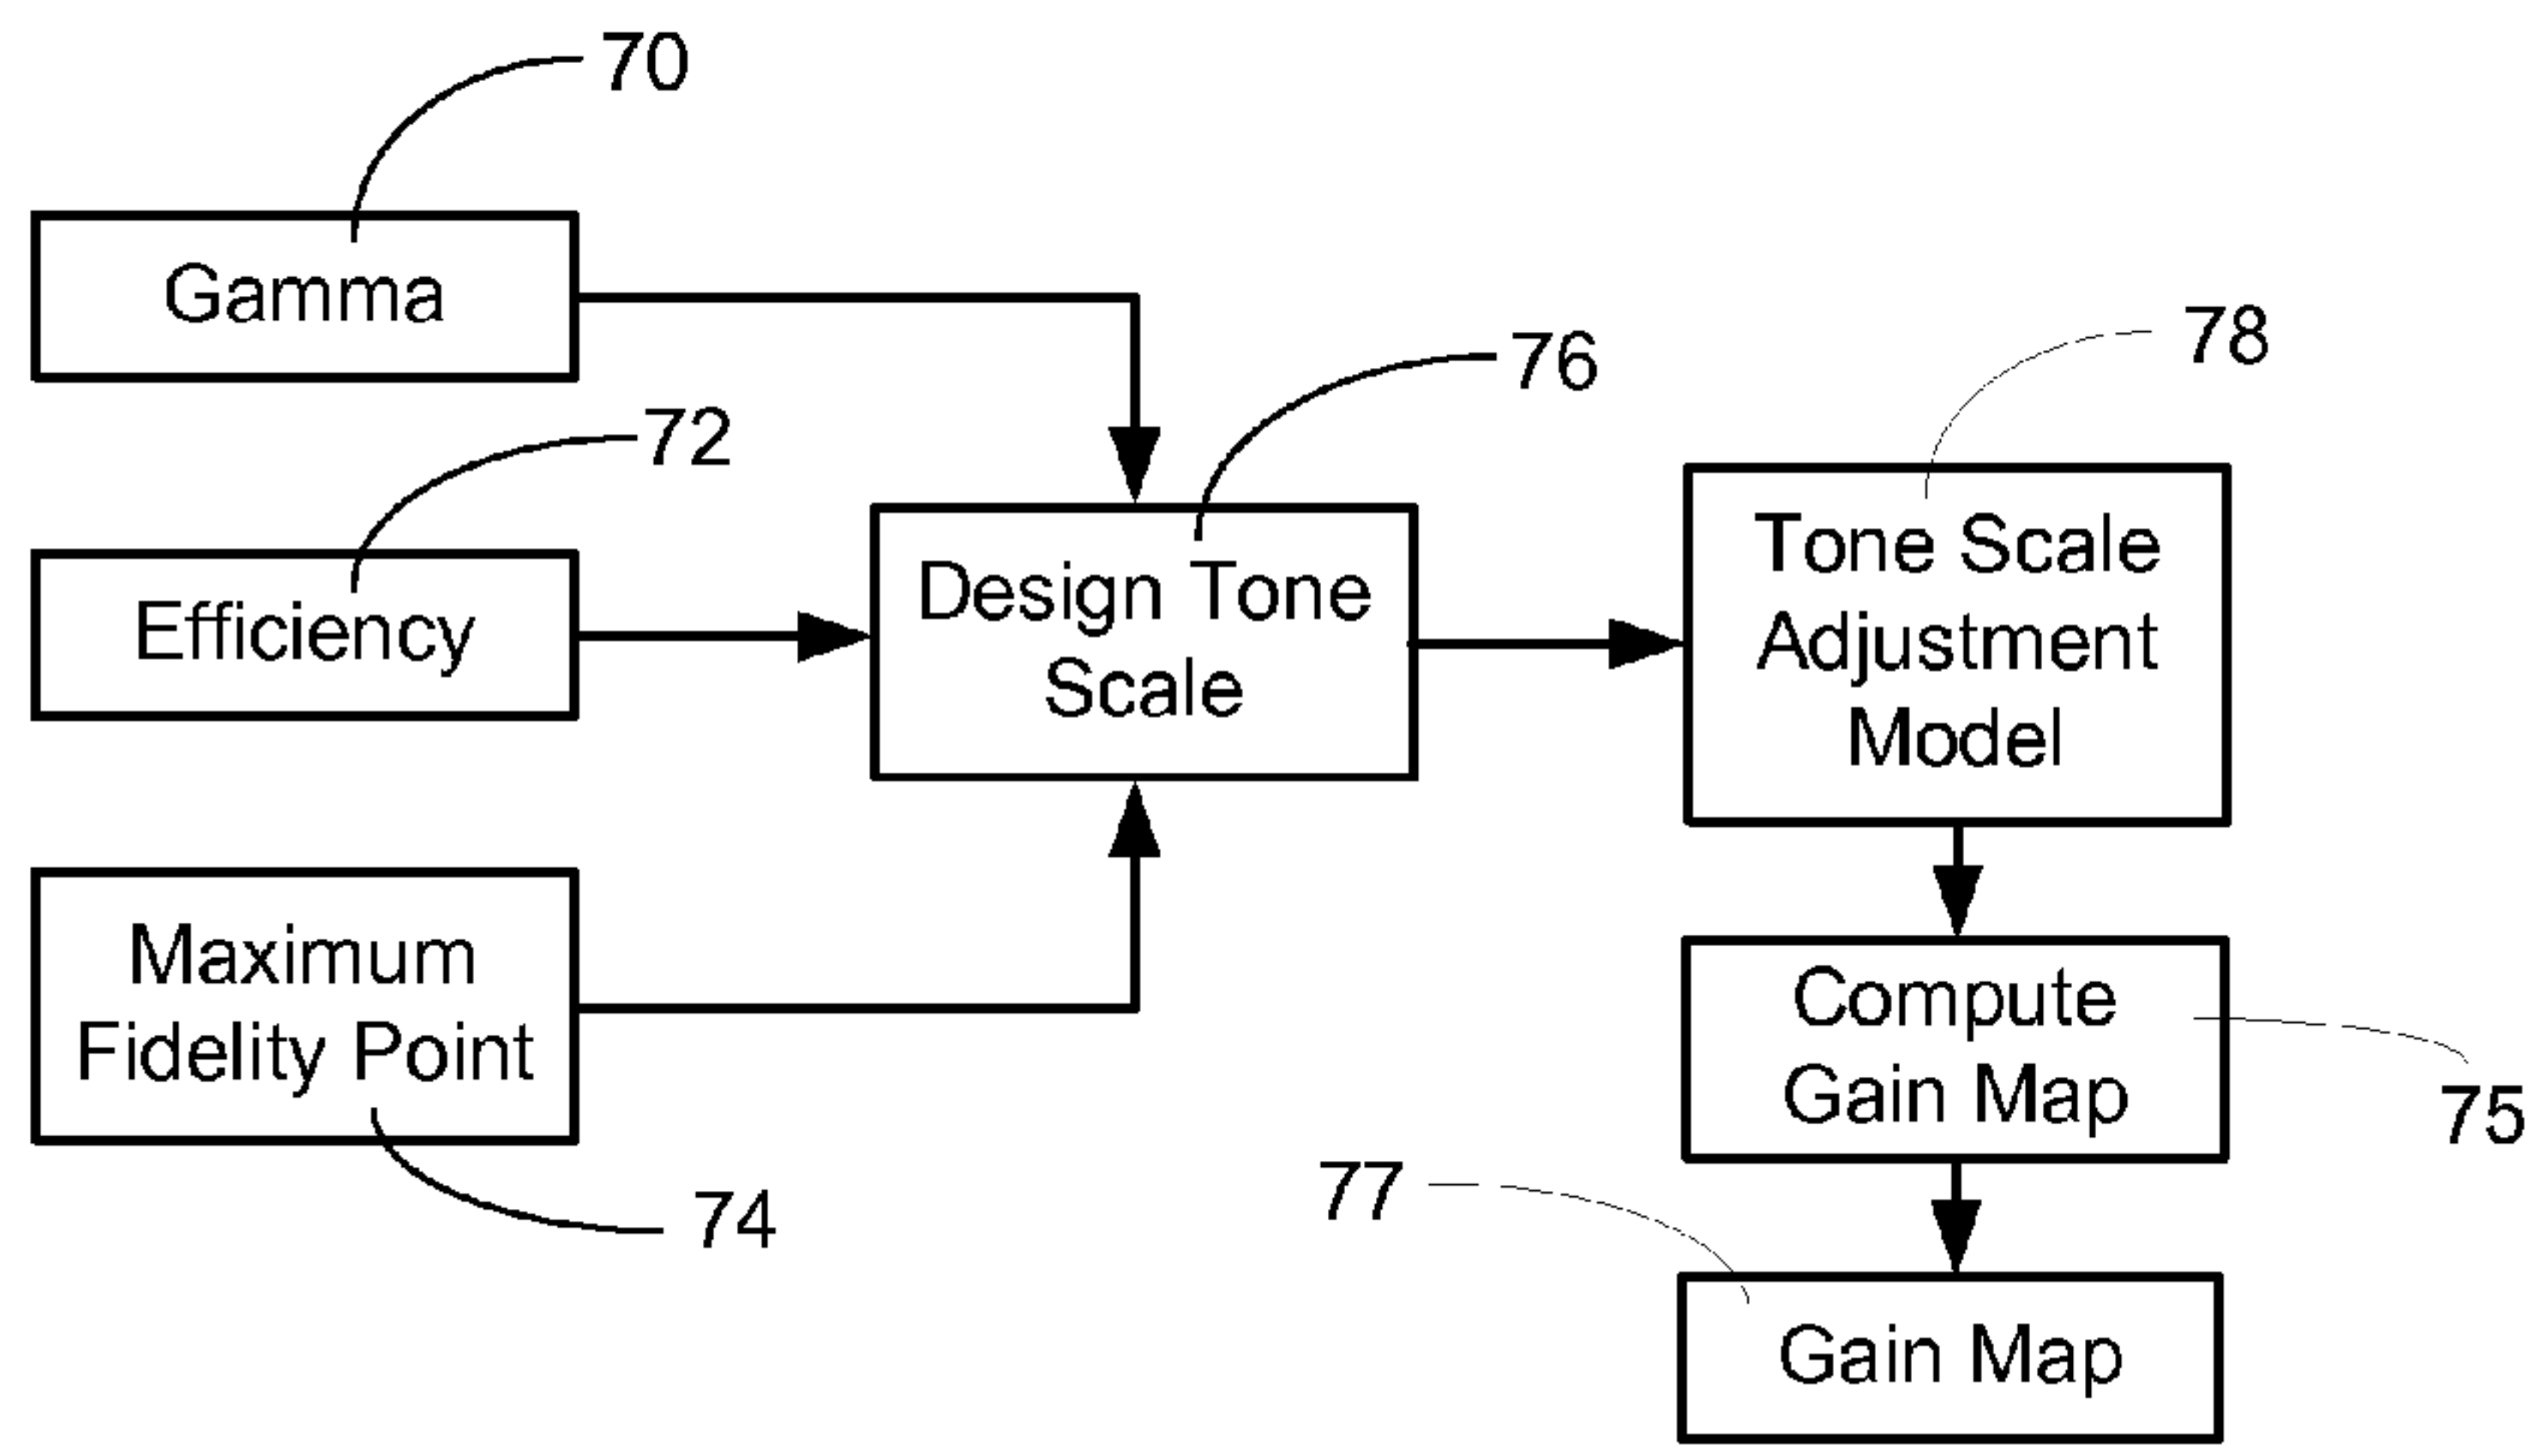 70
Gamma
72
Efficiency
Maximum
Fidelity Point
74
76
Design Tone
Scale
78
Tone Scale
Adjustment
Model
Compute
Gain Map
75
77
Gain Map